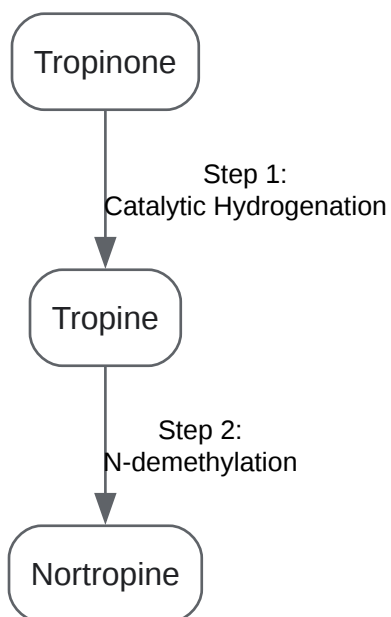 Tropinone
Step 1:
Catalytic Hydrogenation
Tropine
Step 2:
N-demethylation
Nortropine